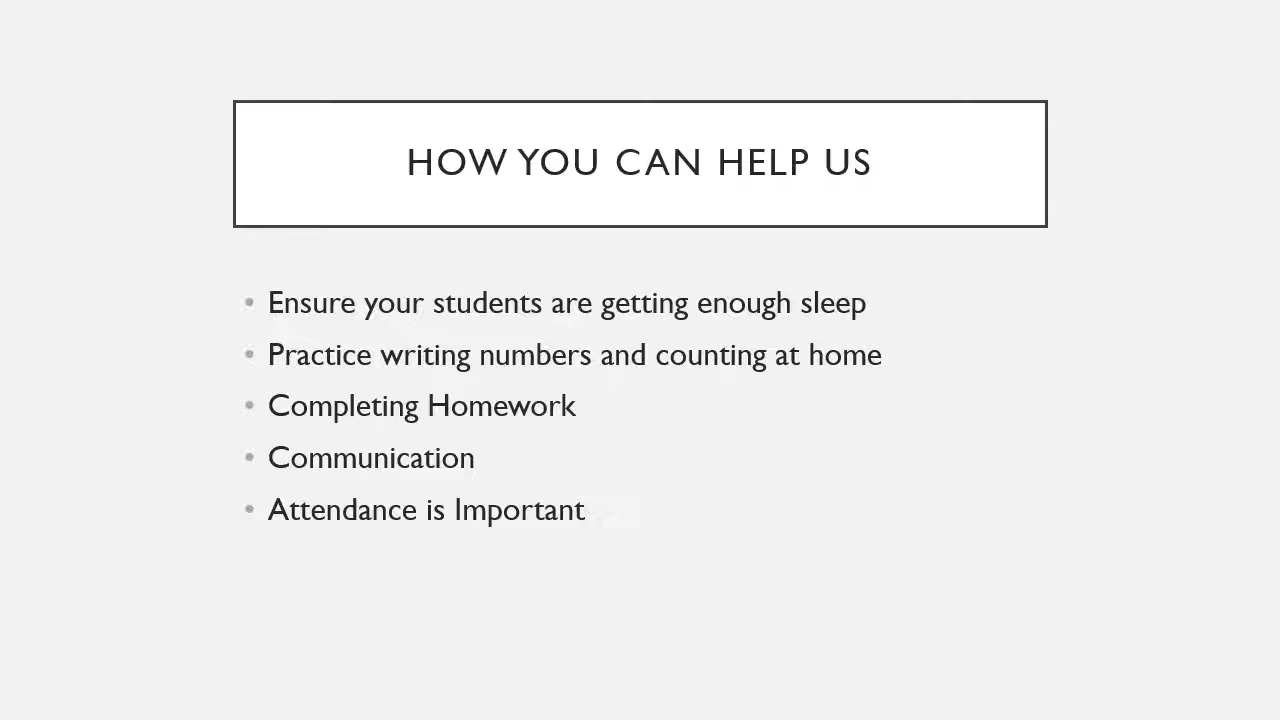 HOW YOU CAN HELP US
• Ensure your students are getting enough sleep
• Practice writing numbers and counting at home
• Completing Homework
• Communication
• Attendance is Important